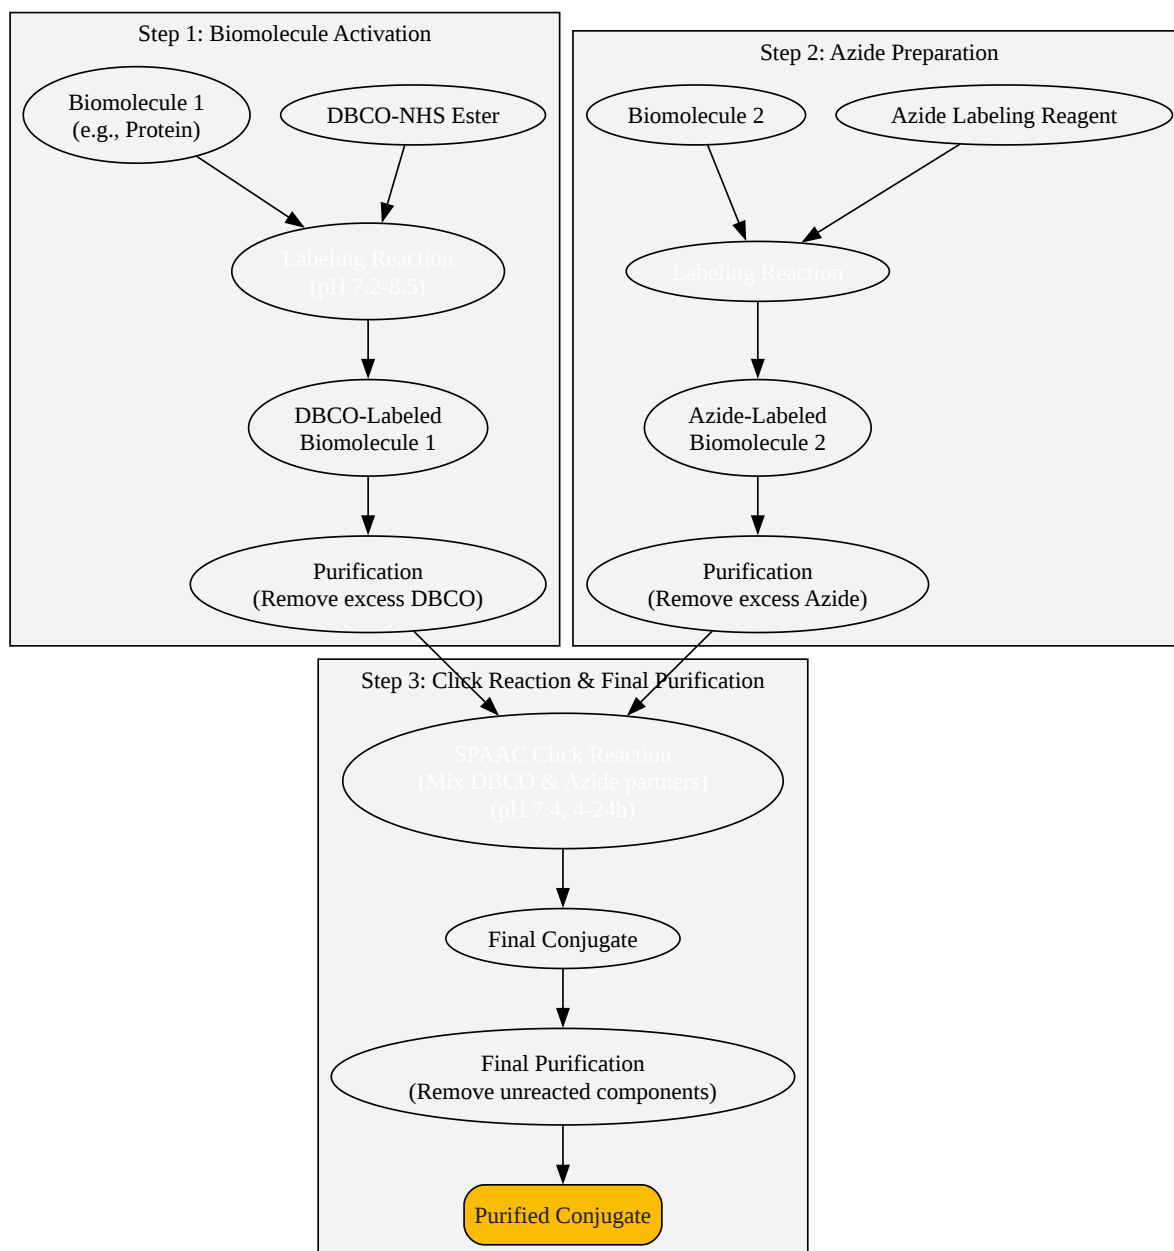 Step 1: Biomolecule Activation
Biomolecule 1
(e.g., Protein)
DBCO-NHS Ester
Labeling Reaction
(pH 7.2-8.5)
DBCO-Labeled
Biomolecule 1
Purification
(Remove excess DBCO)
Step 2: Azide Preparation
Biomolecule 2
Azide Labeling Reagent
Labeling Reaction
Azide-Labeled
Biomolecule 2
Purification
(Remove excess Azide)
Step 3: Click Reaction & Final Purification
SPAAC Click Reaction
(Mix DBCO & Azide partners)
(pH 7.4, 4-24h)
Final Conjugate
Final Purification
(Remove unreacted components)
Purified Conjugate